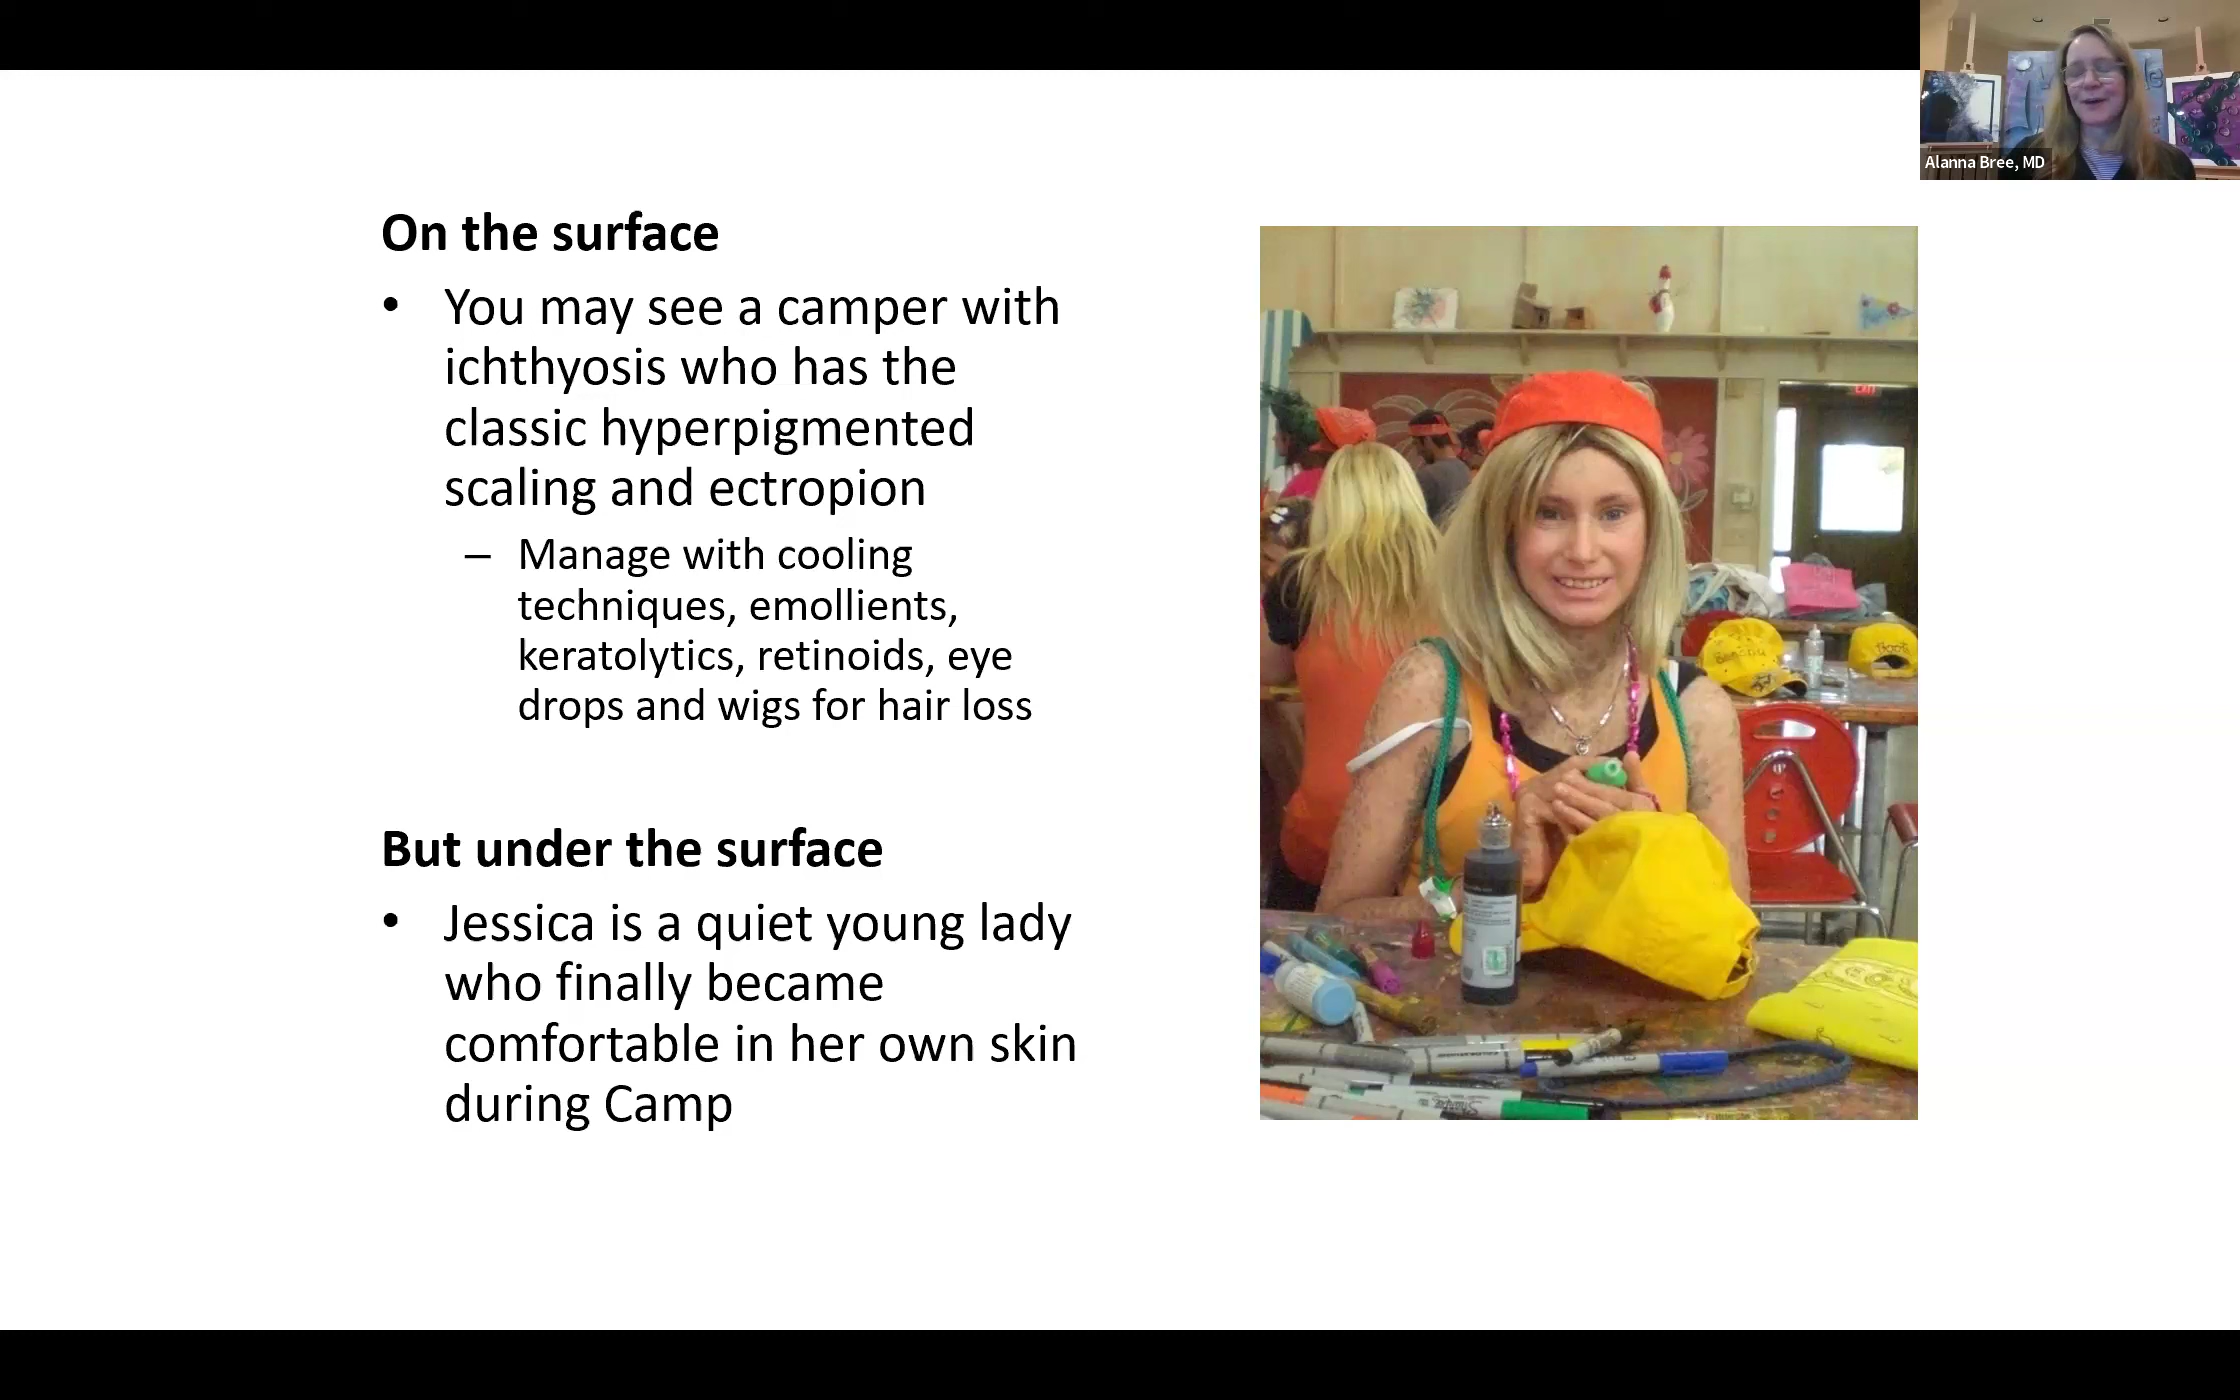 Alanna Bree, MD
On the surface
• You may see a camper with
ichthyosis who has the
classic hyperpigmented
scaling and ectropion
– Manage with cooling
techniques, emollients,
keratolytics, retinoids, eye
drops and wigs for hair loss
But under the surface
• Jessica is a quiet young lady
who finally became
comfortable in her own skin
during Camp
EXIT
Sharpie